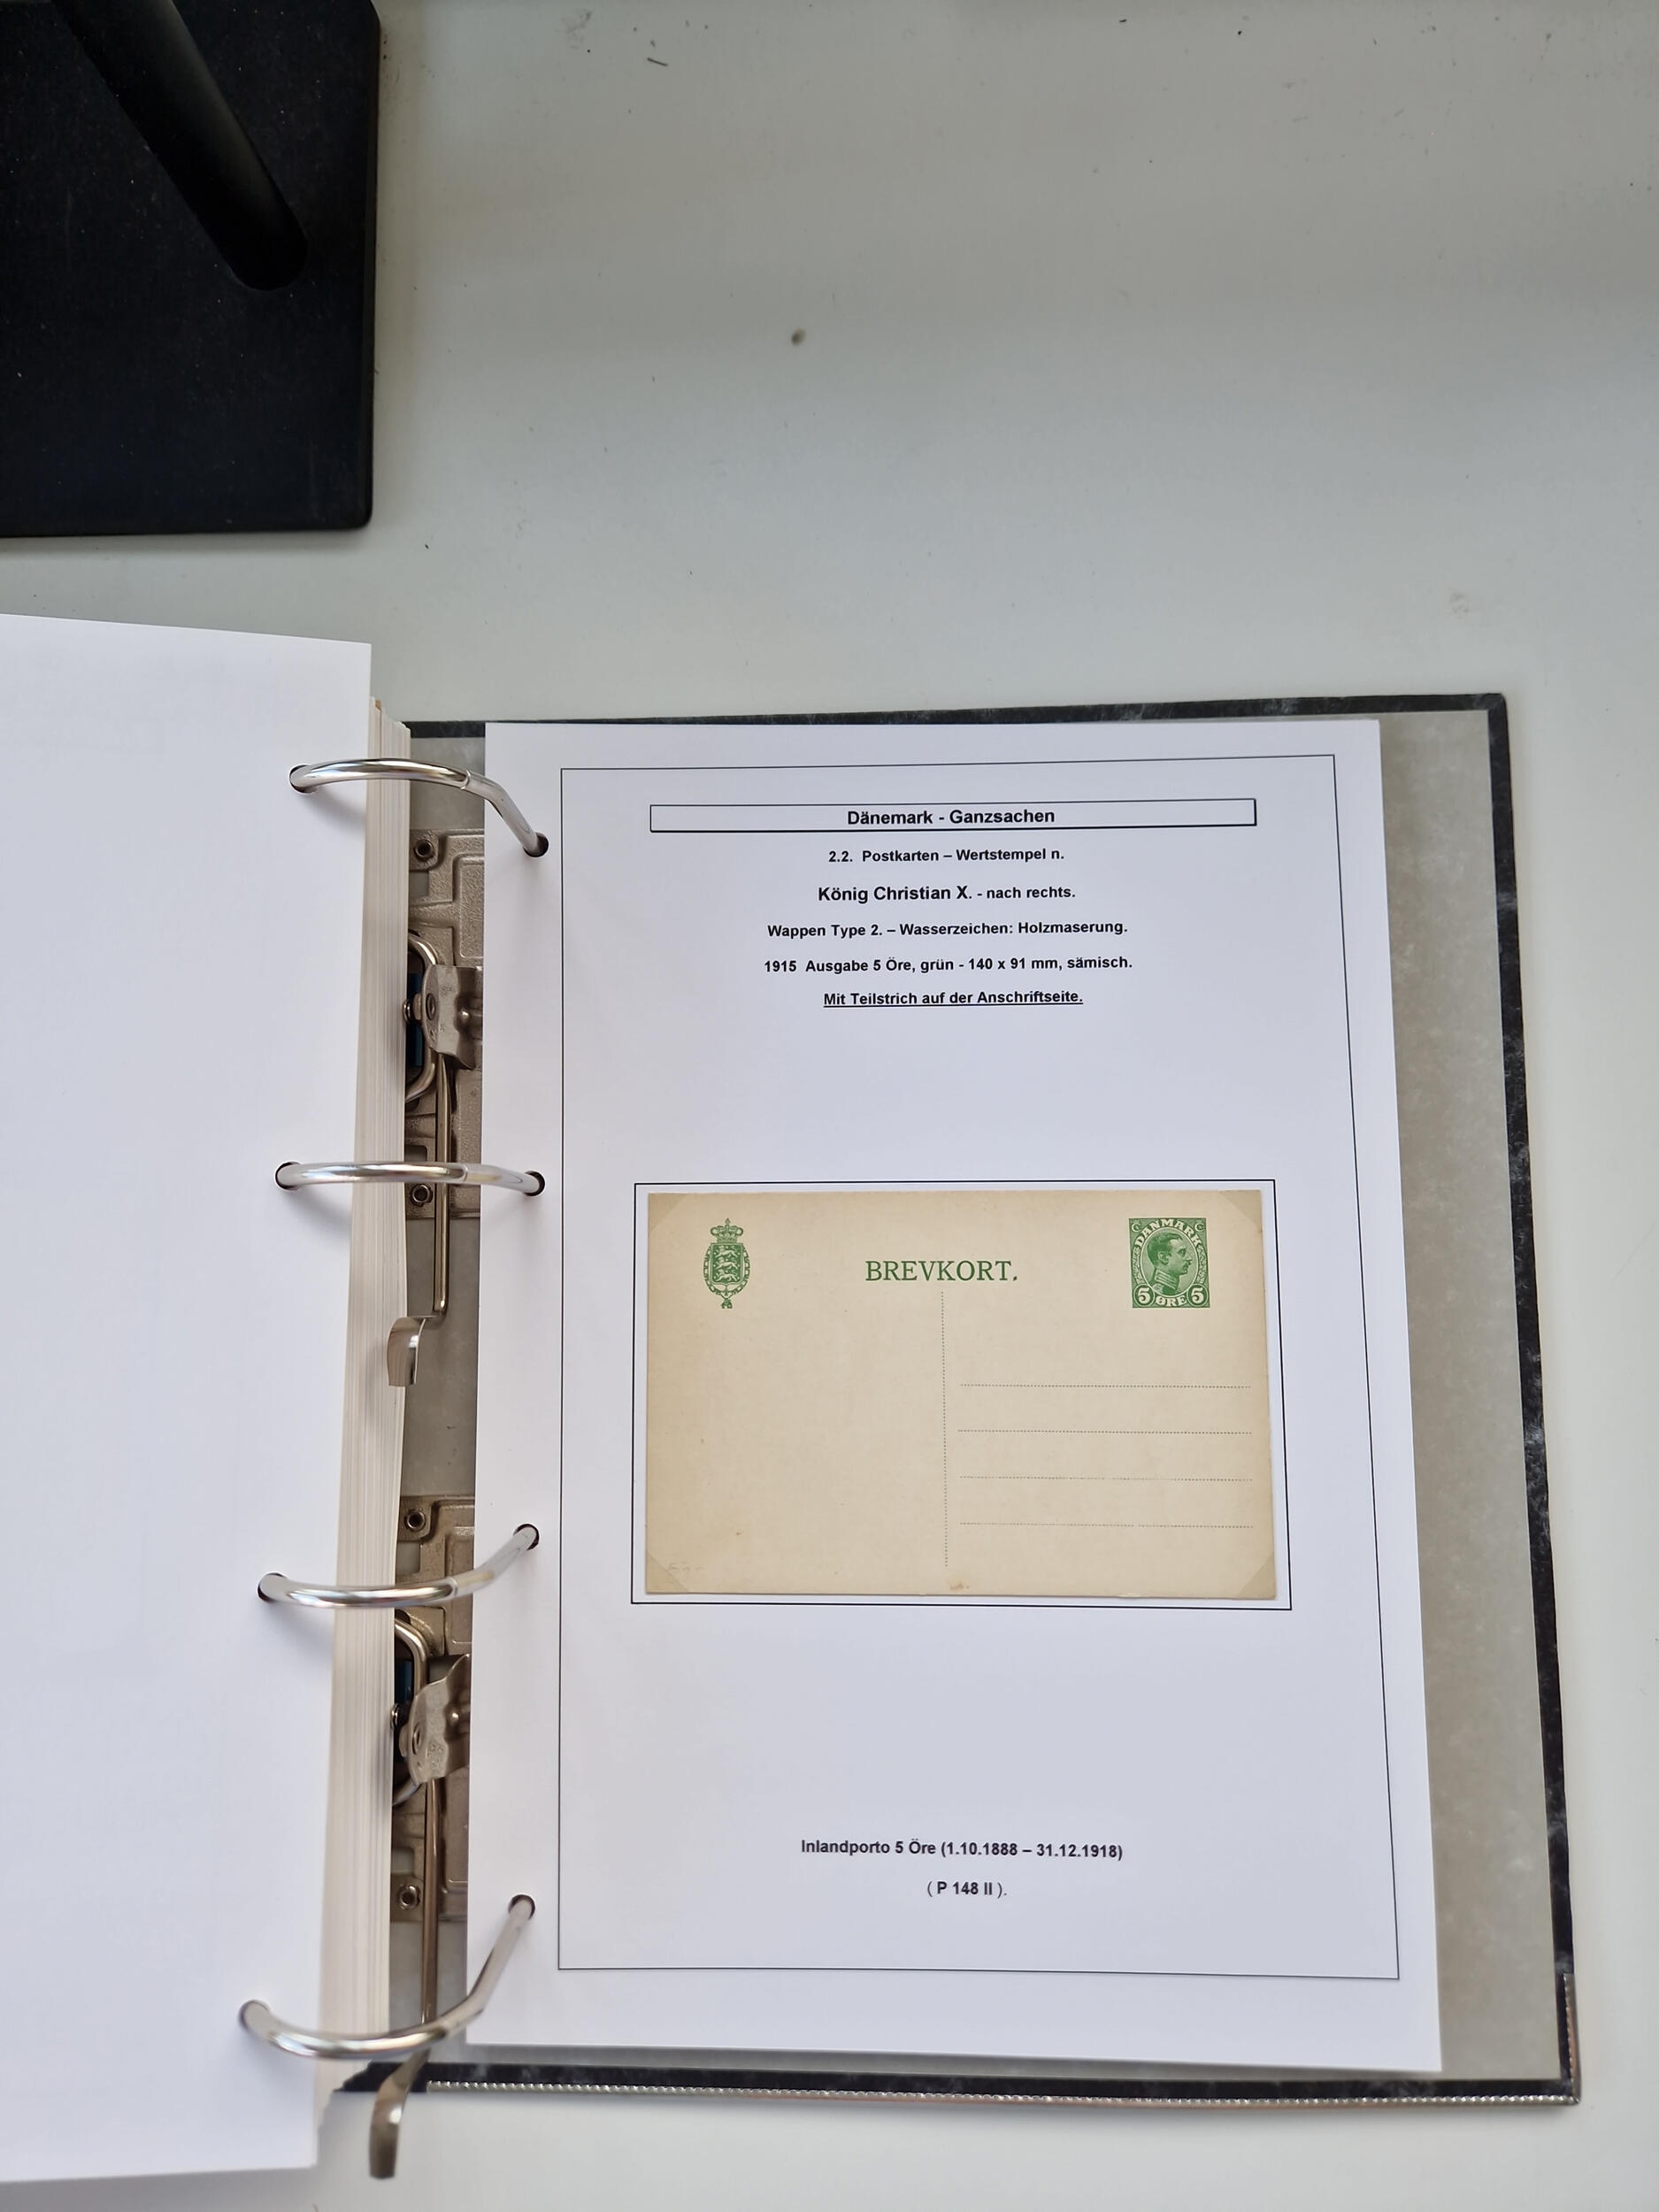 Dänemark - Ganzsachen
2.2. Postkarten – Wertstempel n.
König Christian X. - nach rechts.
Wappen Type 2. – Wasserzeichen: Holzmaserung.
1915 Ausgabe 5 Öre, grün - 140 x 91 mm, sämisch.
Mit Teilstrich auf der Anschriftseite.
DANMARK
BREVKORT.
5 ØRE 5
Inlandporto 5 Öre (1.10.1888 – 31.12.1918)
( P 148 II ).